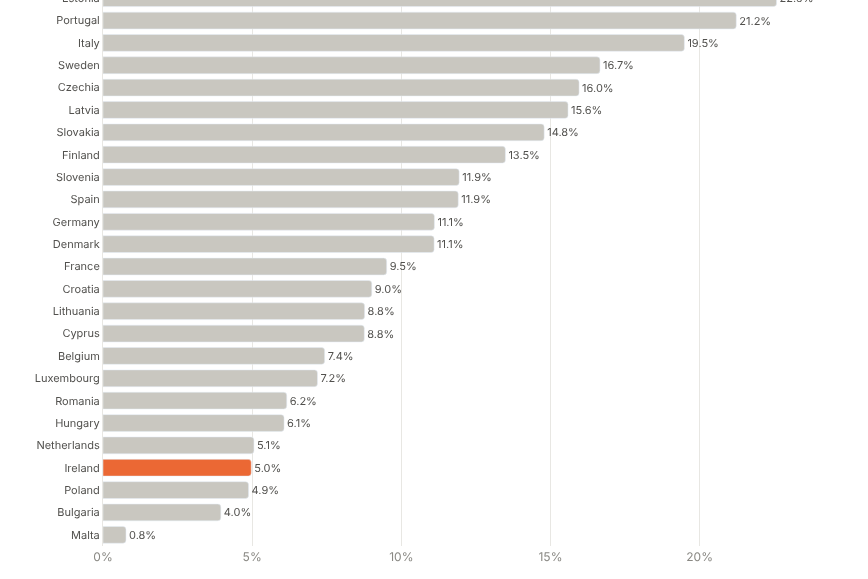 Portugal 21.2%
Italy 19.5%
Sweden 16.7%
Czechia 16.0%
Latvia 15.6%
Slovakia 14.8%
Finland 13.5%
Slovenia 11.9%
Spain 11.9%
Germany 11.1%
Denmark 11.1%
France 9.5%
Croatia 9.0%
Lithuania 8.8%
Cyprus 8.8%
Belgium 7.4%
Luxembourg 7.2%
Romania 6.2%
Hungary 6.1%
Netherlands 5.1%
Ireland 5.0%
Poland 4.9%
Bulgaria 4.0%
Malta 0.8%
0% 5% 10% 15% 20%